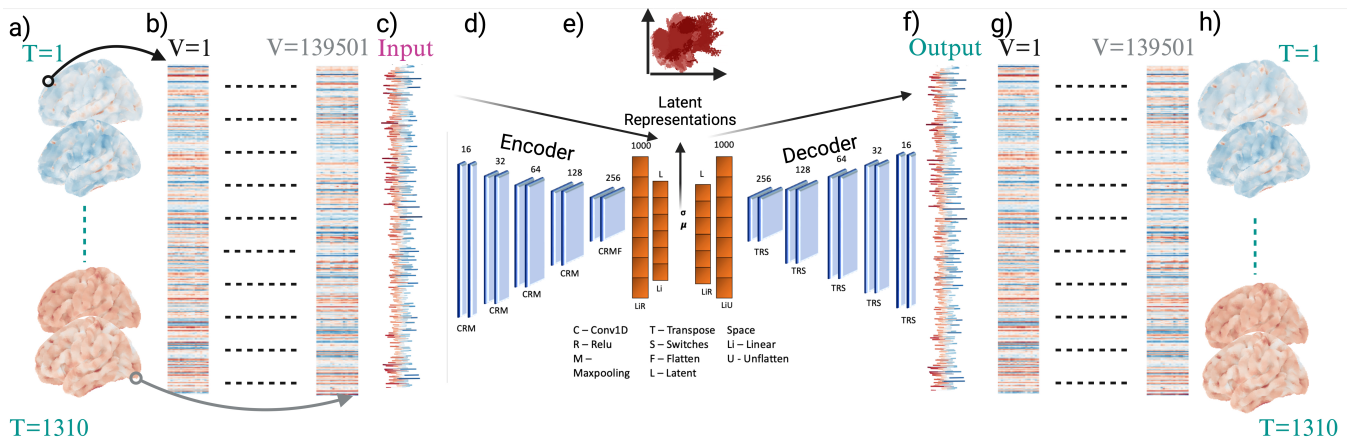 a)
b)
c)
d)
e)
f)
g)
h)
T=1
V=1
V=139501
Input
Output
V=1
V=139501
T=1
Latent
Representations
Encoder
Decoder
16
32
64
128
256
1000
L
σ
μ
L
1000
256
128
64
32
16
CRM
CRM
CRM
CRM
CRMF
LiR
Li
LiR
LiU
TRS
TRS
TRS
TRS
TRS
C – Conv1D
R – Relu
M –
Maxpooling
T – Transpose
S – Switches
F – Flatten
L – Latent
Space
Li – Linear
U - Unflatten
T=1310
T=1310